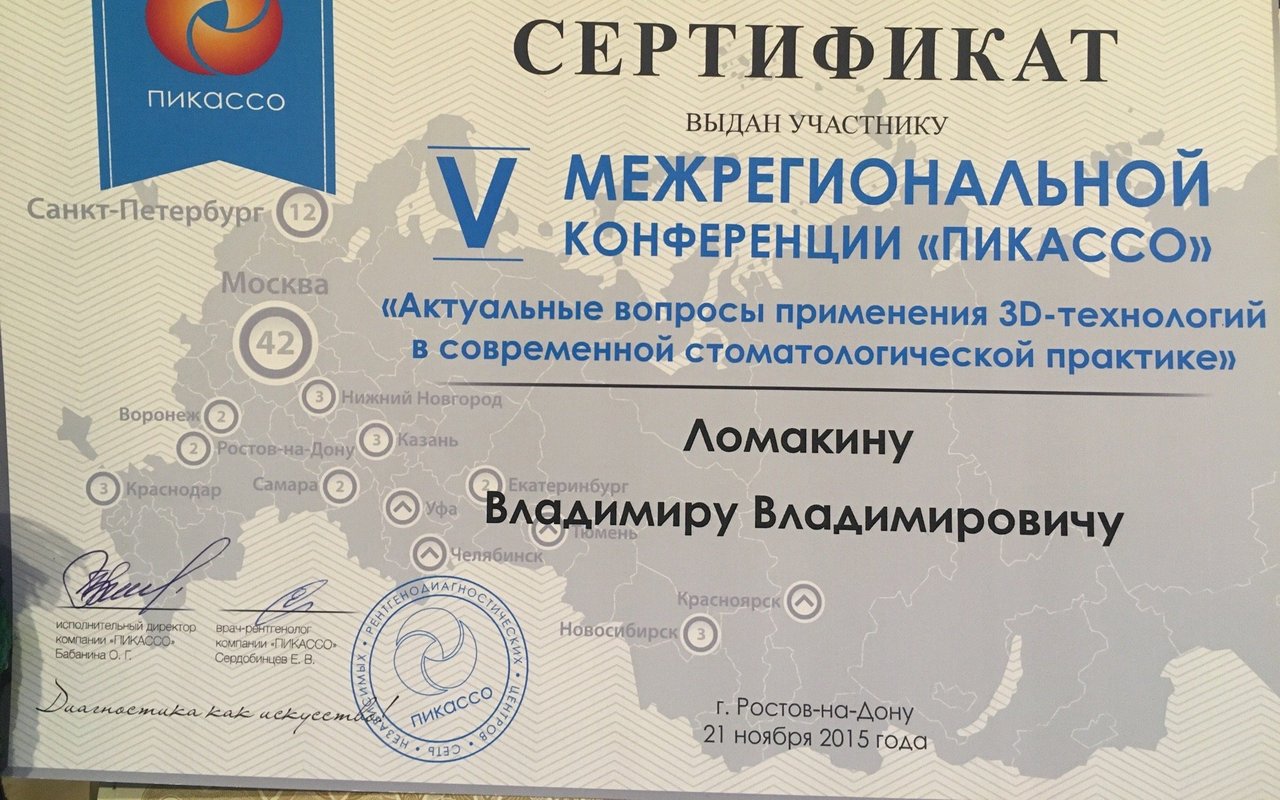 ПИКАССО
СЕРТИФИКАТ
ВЫДАН УЧАСТНИКУ
V МЕЖРЕГИОНАЛЬНОЙ
КОНФЕРЕНЦИИ «ПИКАССО»
«Актуальные вопросы применения 3D-технологий
в современной стоматологической практике»
Ломакину
Владимиру Владимировичу
Санкт-Петербург 12
Москва
42
3 Нижний Новгород
Воронеж 2
2 Ростов-на-Дону
3 Казань
3 Краснодар
Самара 2
2 Екатеринбург
Уфа
Тюмень
Челябинск
Красноярск
Новосибирск 3
исполнительный директор
компании «ПИКАССО»
Бабанина О. Г.
врач-рентгенолог
компании «ПИКАССО»
Сердобинцев Е. В.
Диагностика как искусство!
СЕТЬ • НЕЗАВИСИМЫХ • РЕНТГЕНОДИАГНОСТИЧЕСКИХ • ЦЕНТРОВ •
ПИКАССО
г. Ростов-на-Дону
21 ноября 2015 года